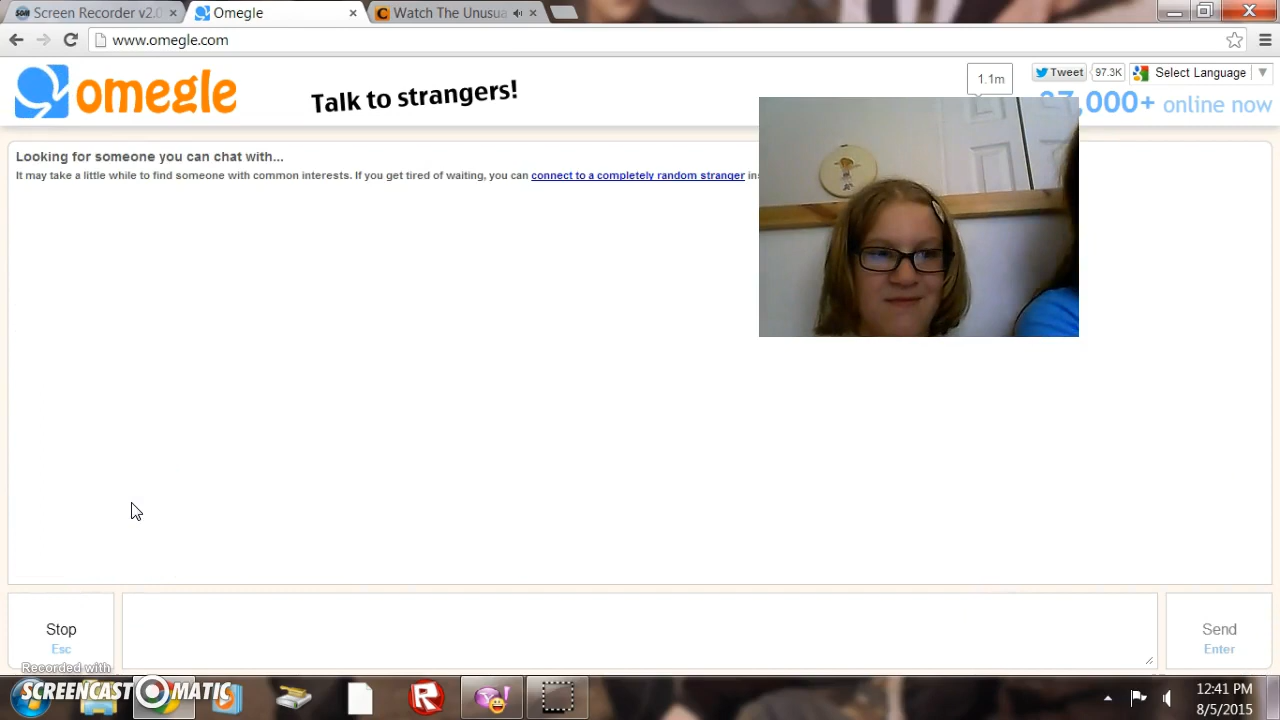 Screen Recorder v2.0
Omegle
Watch The Unusua
www.omegle.com
omegle
Talk to strangers!
1.1m
Tweet
97.3K
Select Language
37,000+ online now
Looking for someone you can chat with...
It may take a little while to find someone with common interests. If you get tired of waiting, you can connect to a completely random stranger ins
Stop
Esc
Send
Enter
Recorded with
SCREENCAST MATIC
12:41 PM
8/5/2015